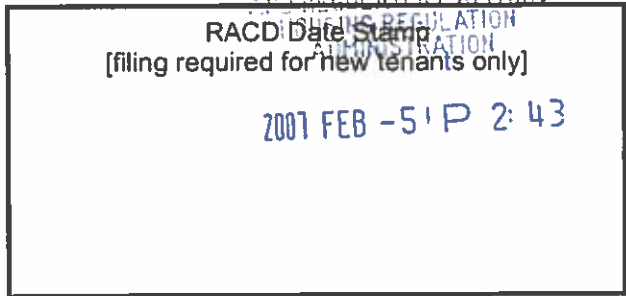 HOUSING REGULATION
ADMINISTRATION
RACD Date Stamp
[filing required for new tenants only]
2007 FEB -5 P 2: 43